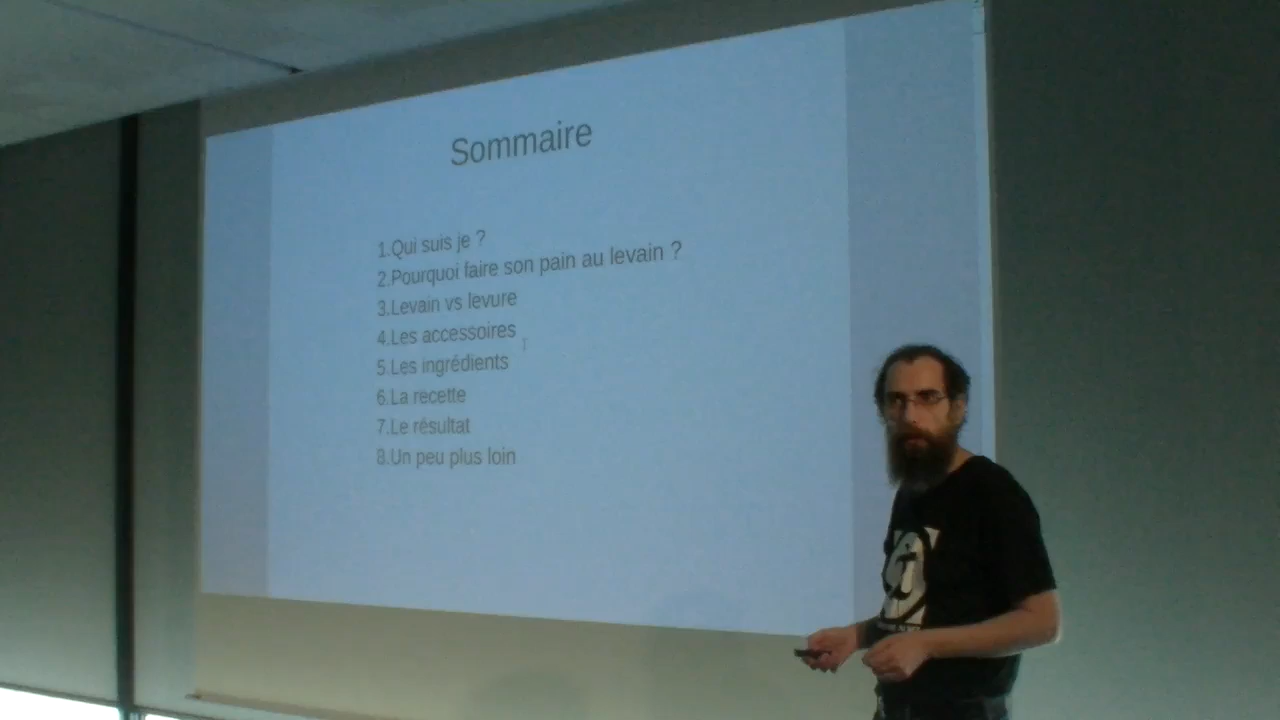 Sommaire
1.Qui suis je ?
2.Pourquoi faire son pain au levain ?
3.Levain vs levure
4.Les accessoires
5.Les ingrédients
6.La recette
7.Le résultat
8.Un peu plus loin